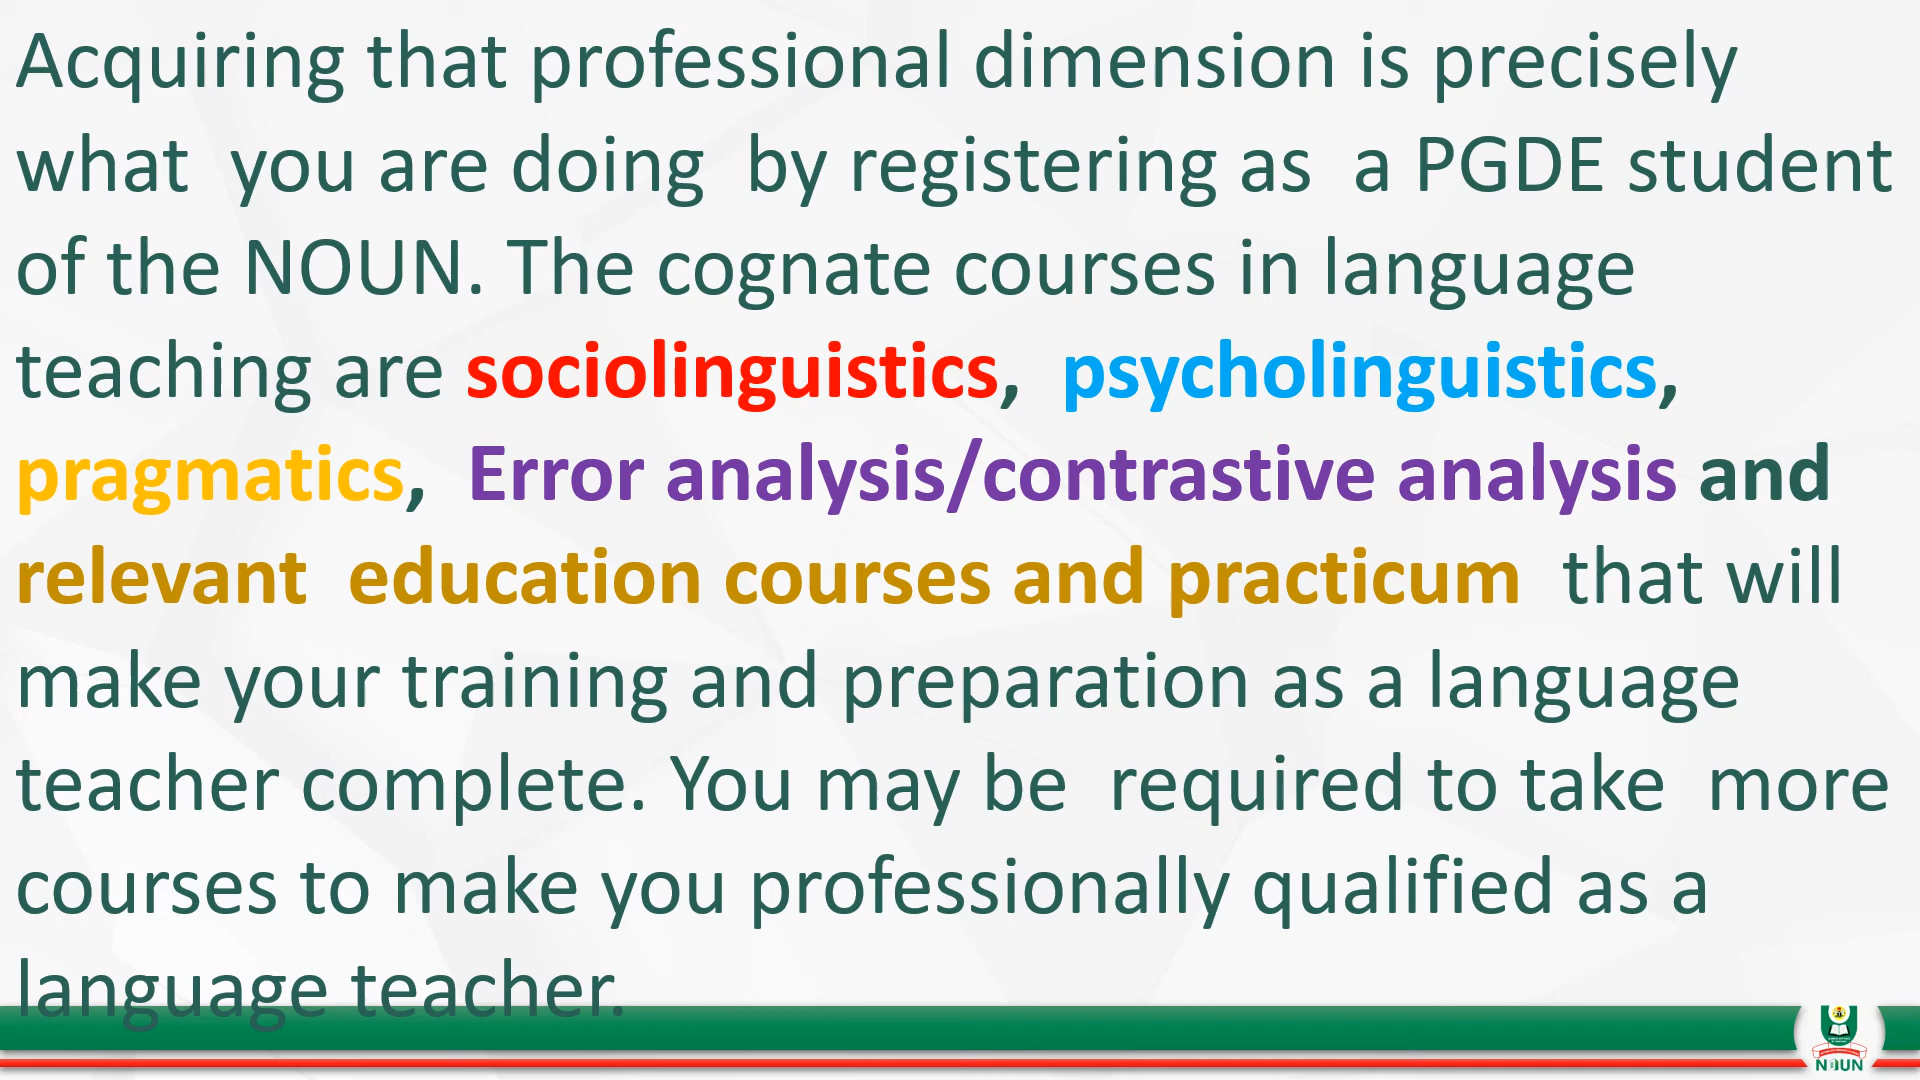 Acquiring that professional dimension is precisely
what you are doing by registering as a PGDE student
of the NOUN. The cognate courses in language
teaching are sociolinguistics, psycholinguistics,
pragmatics, Error analysis/contrastive analysis and
relevant education courses and practicum that will
make your training and preparation as a language
teacher complete. You may be required to take more
courses to make you professionally qualified as a
language teacher.
NOUN